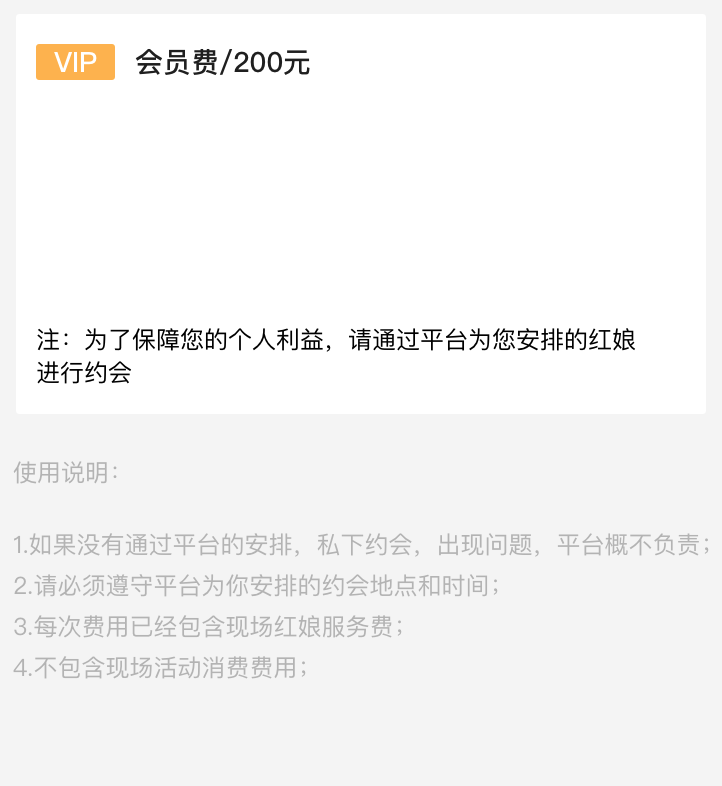 VIP 会员费/200元
注：为了保障您的个人利益，请通过平台为您安排的红娘
进行约会
使用说明：
1.如果没有通过平台的安排，私下约会，出现问题，平台概不负责；
2.请必须遵守平台为你安排的约会地点和时间；
3.每次费用已经包含现场红娘服务费；
4.不包含现场活动消费费用；